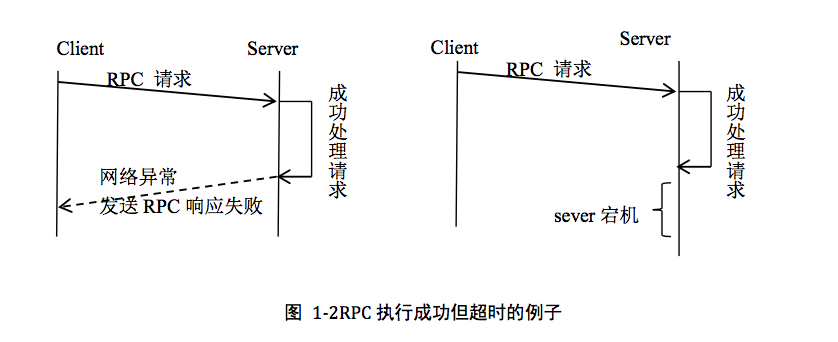 Client
Server
RPC 请求
成功处理请求
网络异常
发送 RPC 响应失败
Client
Server
RPC 请求
成功处理请求
sever 宕机
图 1-2RPC 执行成功但超时的例子